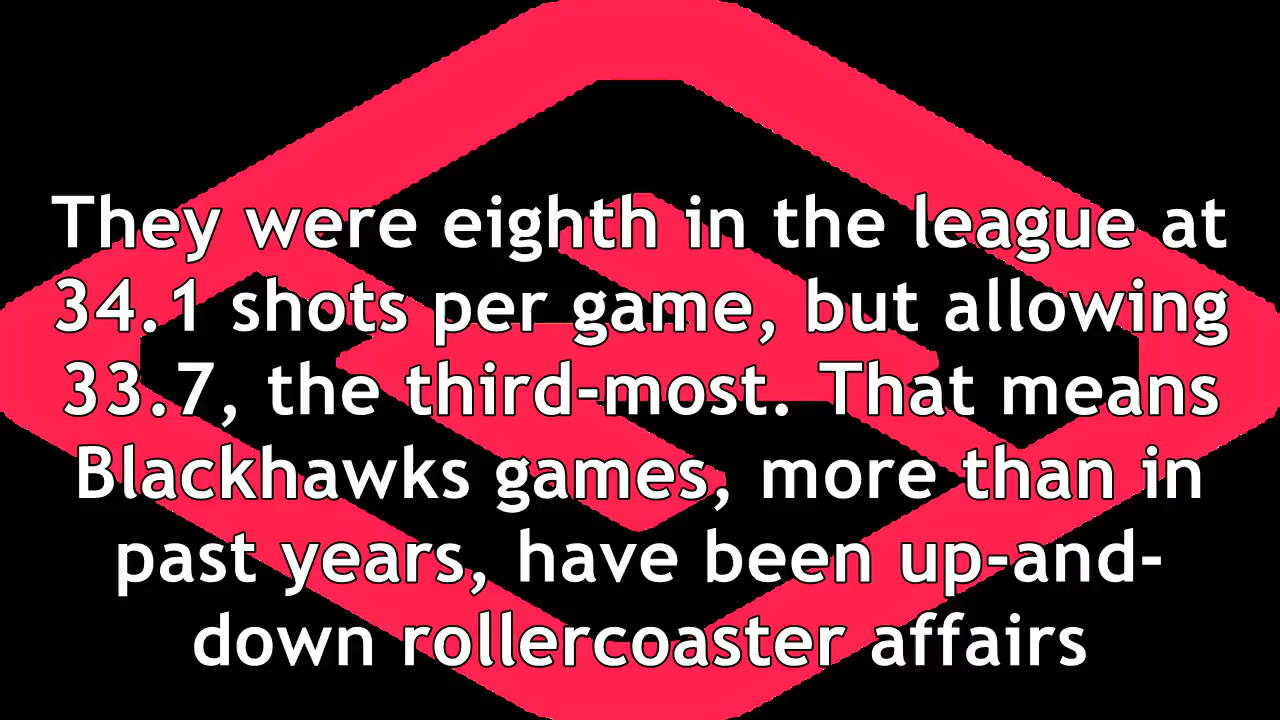 They were eighth in the league at
34.1 shots per game, but allowing
33.7, the third-most. That means
Blackhawks games, more than in
past years, have been up-and-
down rollercoaster affairs